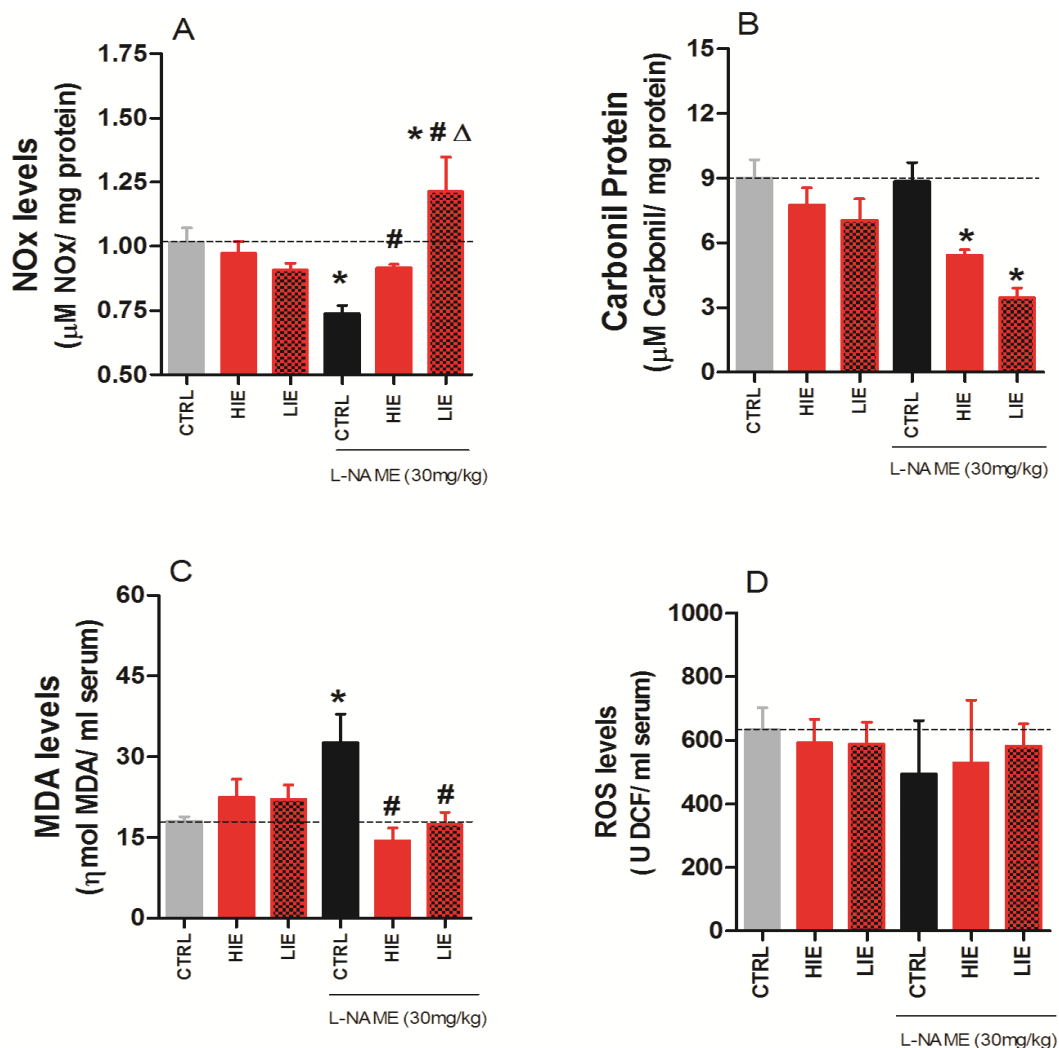 A
NOx levels
(μM NOx/ mg protein)
1.75
1.50
1.25
1.00
0.75
0.50
*
#
* # Δ
CTRL
HIE
LIE
CTRL
HIE
LIE
L-NAME (30mg/kg)
B
Carbonil Protein
(μM Carbonil/ mg protein)
15
12
9
6
3
0
*
*
CTRL
HIE
LIE
CTRL
HIE
LIE
L-NAME (30mg/kg)
C
MDA levels
(ηmol MDA/ ml serum)
60
45
30
15
0
*
#
#
CTRL
HIE
LIE
CTRL
HIE
LIE
L-NAME (30mg/kg)
D
ROS levels
(U DCF/ ml serum)
1000
800
600
400
200
0
CTRL
HIE
LIE
CTRL
HIE
LIE
L-NAME (30mg/kg)